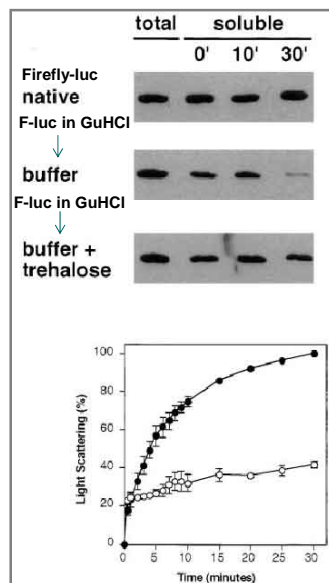 total soluble
0' 10' 30'
Firefly-luc
native
F-luc in GuHCl
buffer
F-luc in GuHCl
buffer +
trehalose
100
80
60
40
20
0
Light Scattering (%)
0 5 10 15 20 25 30
Time (minutes)